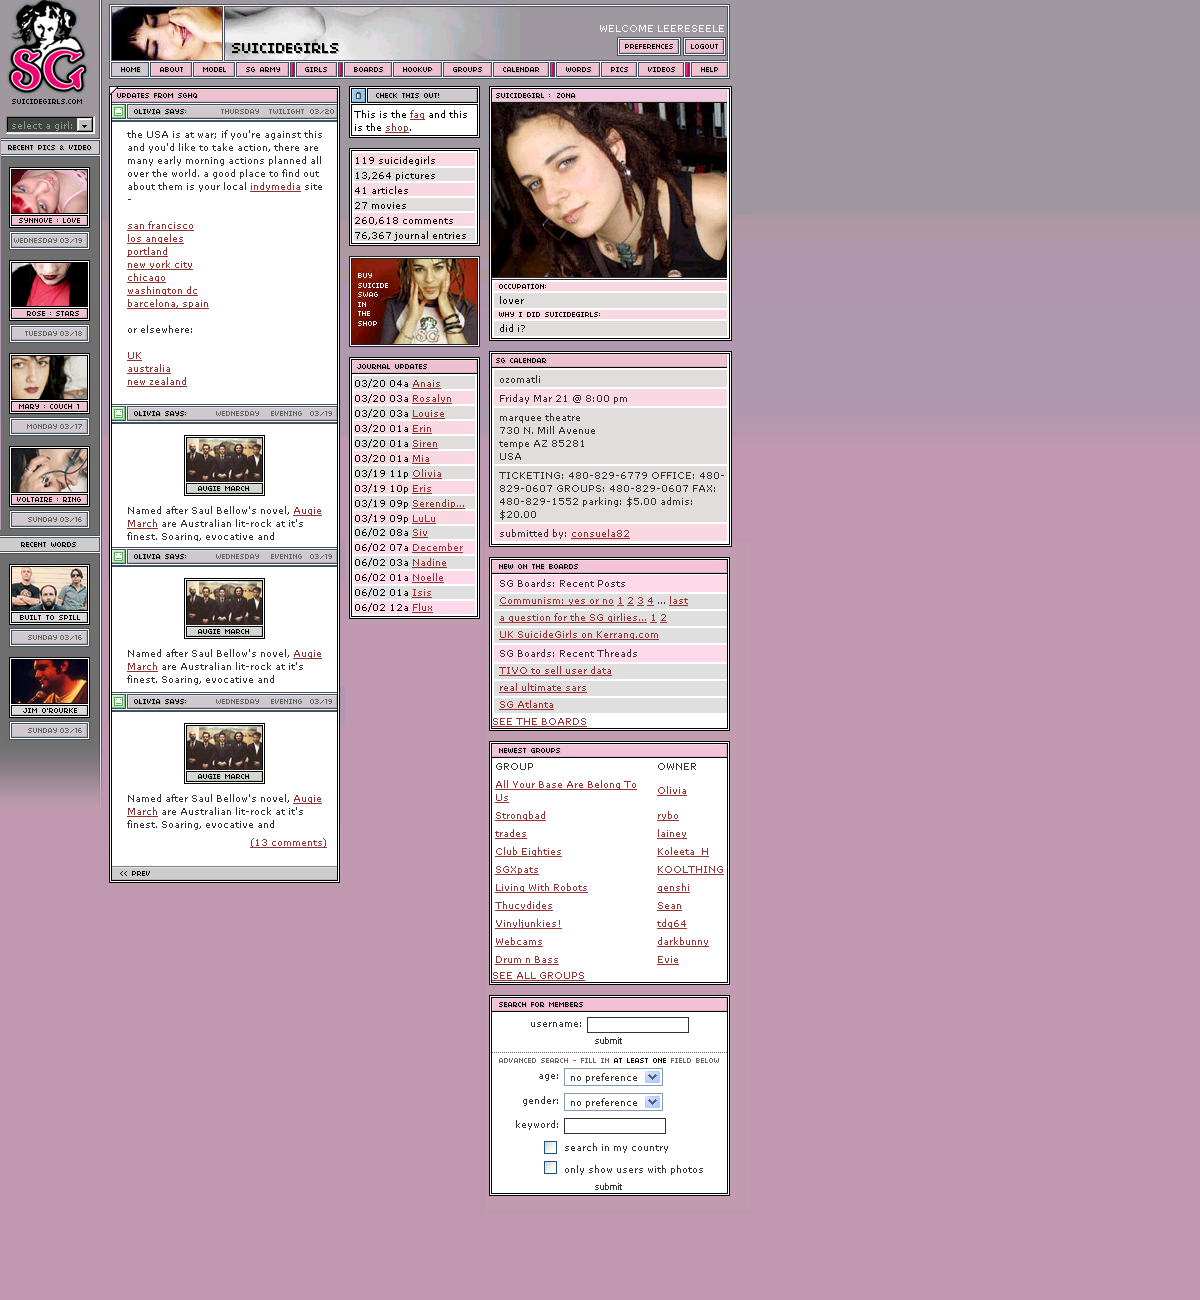 SG
SUICIDEGIRLS.COM
select a girl:
RECENT PICS & VIDEO
SYNNOVE : LOVE
WEDNESDAY 03/19
ROSE : STARS
TUESDAY 03/18
MARY : COUCH 1
MONDAY 03/17
VOLTAIRE : RING
SUNDAY 03/16
RECENT WORDS
BUILT TO SPILL
SUNDAY 03/16
JIM O'ROURKE
SUNDAY 03/16
SUICIDEGIRLS
WELCOME LEERESEELE
PREFERENCES LOGOUT
HOME ABOUT MODEL SG ARMY GIRLS BOARDS HOOKUP GROUPS CALENDAR WORDS PICS VIDEOS HELP
UPDATES FROM SGHQ
OLIVIA SAYS: THURSDAY TWILIGHT 03/20
the USA is at war; if you're against this
and you'd like to take action, there are
many early morning actions planned all
over the world. a good place to find out
about them is your local indymedia site
-
san francisco
los angeles
portland
new york city
chicago
washington dc
barcelona, spain
or elsewhere:
UK
australia
new zealand
OLIVIA SAYS: WEDNESDAY EVENING 03/19
AUGIE MARCH
Named after Saul Bellow's novel, Augie
March are Australian lit-rock at it's
finest. Soaring, evocative and
OLIVIA SAYS: WEDNESDAY EVENING 03/19
AUGIE MARCH
Named after Saul Bellow's novel, Augie
March are Australian lit-rock at it's
finest. Soaring, evocative and
OLIVIA SAYS: WEDNESDAY EVENING 03/19
AUGIE MARCH
Named after Saul Bellow's novel, Augie
March are Australian lit-rock at it's
finest. Soaring, evocative and
(13 comments)
<< PREV
CHECK THIS OUT!
This is the faq and this
is the shop.
119 suicidegirls
13,264 pictures
41 articles
27 movies
260,618 comments
76,367 journal entries
BUY
SUICIDE
SWAG
IN
THE
SHOP
JOURNAL UPDATES
03/20 04a Anais
03/20 03a Rosalyn
03/20 03a Louise
03/20 01a Erin
03/20 01a Siren
03/20 01a Mia
03/19 11p Olivia
03/19 10p Eris
03/19 09p Serendip...
03/19 09p LuLu
06/02 08a Siv
06/02 07a December
06/02 03a Nadine
06/02 01a Noelle
06/02 01a Isis
06/02 12a Flux
SUICIDEGIRL : ZONA
OCCUPATION:
lover
WHY I DID SUICIDEGIRLS:
did i?
SG CALENDAR
ozomatli
Friday Mar 21 @ 8:00 pm
marquee theatre
730 N. Mill Avenue
tempe AZ 85281
USA
TICKETING: 480-829-6779 OFFICE: 480-
829-0607 GROUPS: 480-829-0607 FAX:
480-829-1552 parking: $5.00 admis:
$20.00
submitted by: consuela82
NEW ON THE BOARDS
SG Boards: Recent Posts
Communism: yes or no 1 2 3 4 ... last
a question for the SG girlies... 1 2
UK SuicideGirls on Kerrang.com
SG Boards: Recent Threads
TIVO to sell user data
real ultimate sars
SG Atlanta
SEE THE BOARDS
NEWEST GROUPS
GROUP OWNER
All Your Base Are Belong To
Us Olivia
Strongbad rybo
trades lainey
Club Eighties Koleeta_H
SGXpats KOOLTHING
Living With Robots genshi
Thucydides Sean
Vinyljunkies! tdg64
Webcams darkbunny
Drum n Bass Evie
SEE ALL GROUPS
SEARCH FOR MEMBERS
username:
submit
ADVANCED SEARCH - FILL IN AT LEAST ONE FIELD BELOW
age: no preference
gender: no preference
keyword:
search in my country
only show users with photos
submit